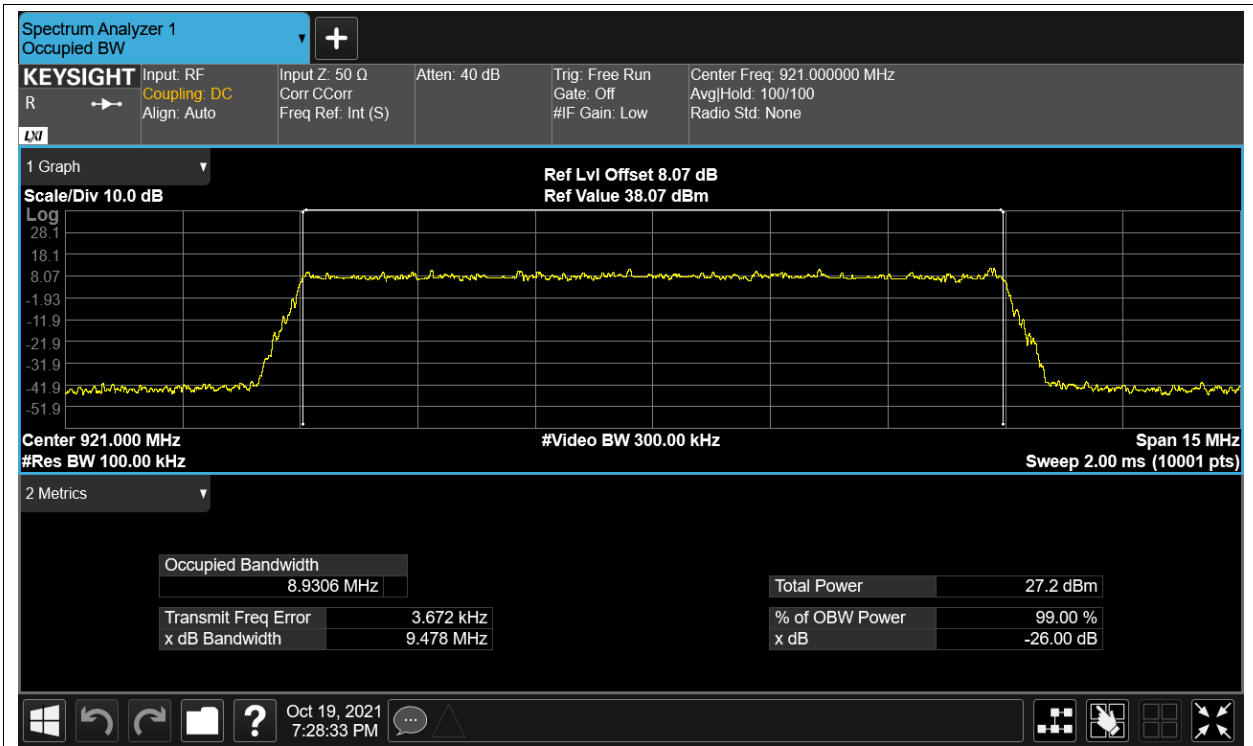 Spectrum Analyzer 1
Occupied BW
KEYSIGHT
R
LXI
Input: RF
Coupling: DC
Align: Auto
Input Z: 50 Ω
Corr CCorr
Freq Ref: Int (S)
Atten: 40 dB
Trig: Free Run
Gate: Off
#IF Gain: Low
Center Freq: 921.000000 MHz
Avg|Hold: 100/100
Radio Std: None
1 Graph
Scale/Div 10.0 dB
Ref Lvl Offset 8.07 dB
Ref Value 38.07 dBm
Log
28.1
18.1
8.07
-1.93
-11.9
-21.9
-31.9
-41.9
-51.9
Center 921.000 MHz
#Video BW 300.00 kHz
Span 15 MHz
#Res BW 100.00 kHz
Sweep 2.00 ms (10001 pts)
2 Metrics
Occupied Bandwidth
8.9306 MHz
Total Power 27.2 dBm
Transmit Freq Error 3.672 kHz
% of OBW Power 99.00 %
x dB Bandwidth 9.478 MHz
x dB -26.00 dB
?
Oct 19, 2021
7:28:33 PM